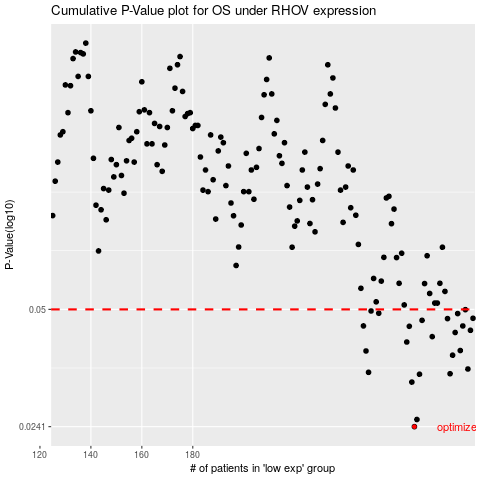 Cumulative P-Value plot for OS under RHOV expression
P-Value(log10)
0.05
0.0241
optimize
120 140 160 180
# of patients in 'low exp' group